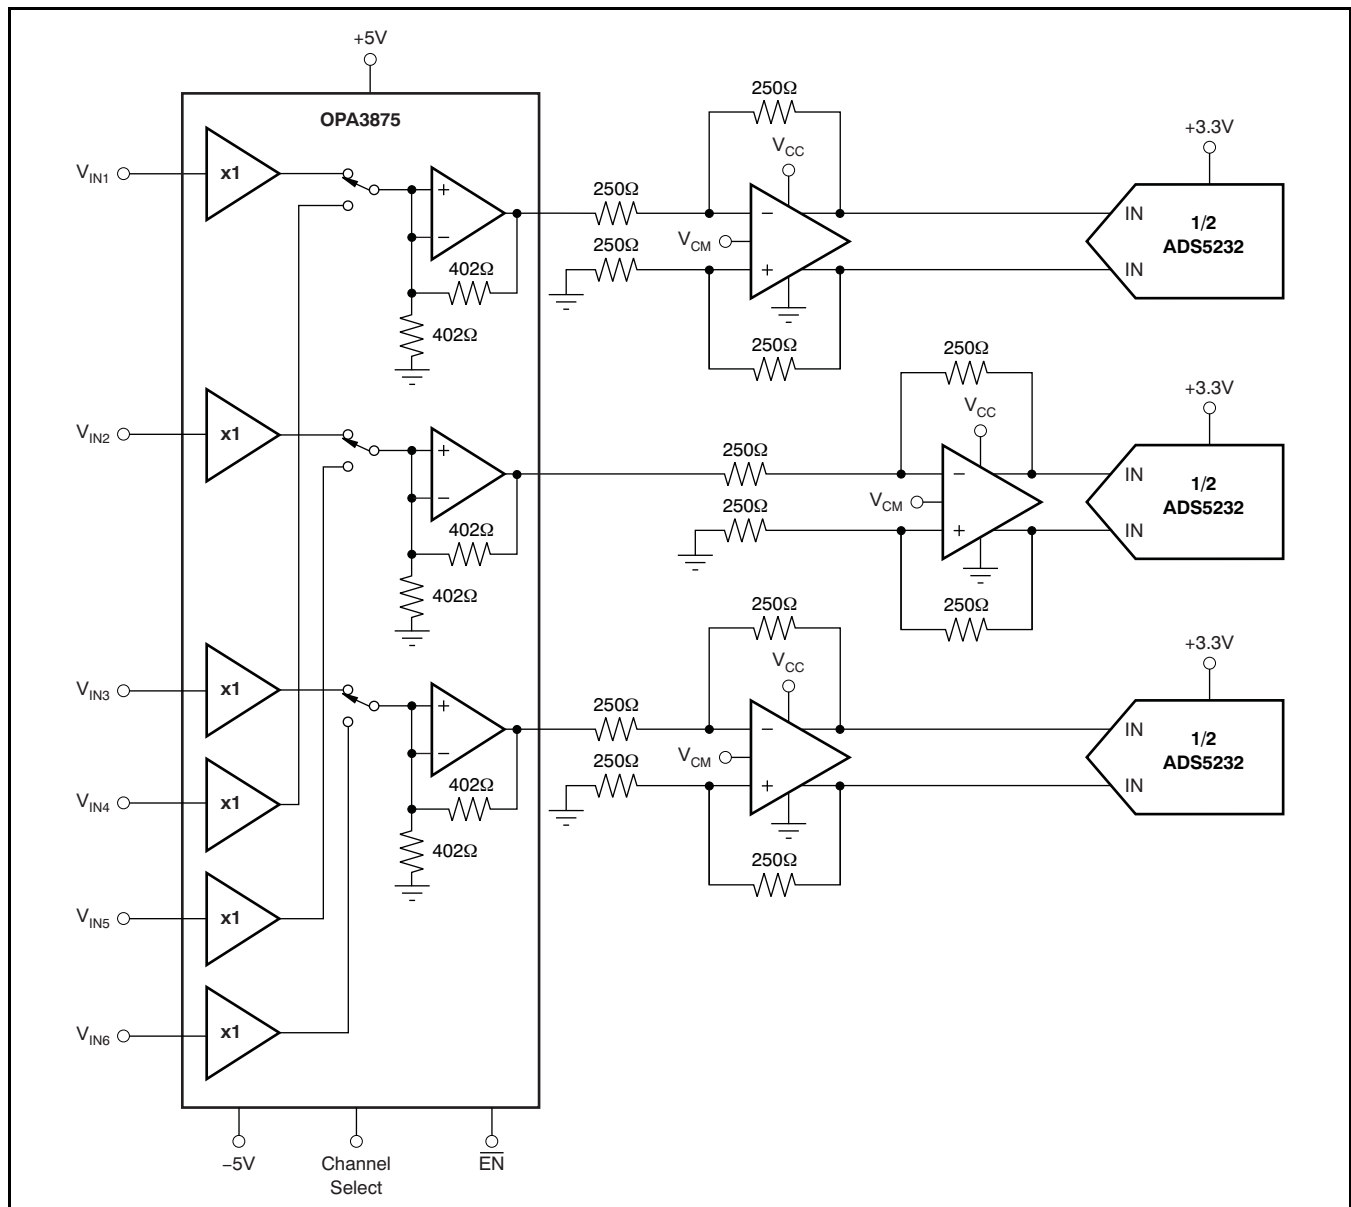 +5V
OPA3875
250Ω
+3.3V
V_CC
V_IN1
x1
+
−
250Ω
−
IN
1/2
ADS5232
V_CM
250Ω
+
IN
402Ω
402Ω
250Ω
250Ω
+3.3V
V_CC
V_IN2
x1
+
−
250Ω
−
IN
1/2
ADS5232
V_CM
250Ω
+
IN
402Ω
402Ω
250Ω
250Ω
+3.3V
V_CC
V_IN3
x1
+
−
250Ω
−
IN
1/2
ADS5232
V_CM
250Ω
+
IN
402Ω
V_IN4
x1
402Ω
250Ω
V_IN5
x1
V_IN6
x1
−5V
Channel
Select
E̅N̅